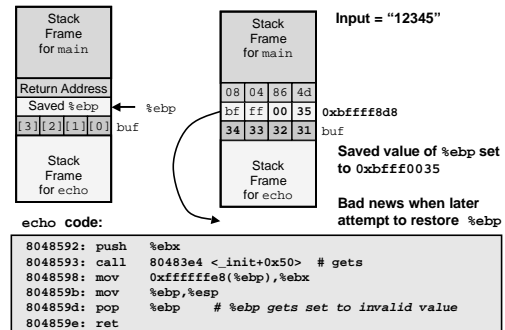 Stack
Frame
for main
Return Address
Saved %ebp
%ebp
[3][2][1][0] buf
Stack
Frame
for echo
Stack
Frame
for main
08 04 86 4d
bf ff 00 35 0xbffff8d8
34 33 32 31 buf
Stack
Frame
for echo
Input = “12345”
Saved value of %ebp set
to 0xbfff0035
Bad news when later
attempt to restore %ebp
echo code:
8048592: push %ebx
8048593: call 80483e4 <_init+0x50> # gets
8048598: mov 0xffffffe8(%ebp),%ebx
804859b: mov %ebp,%esp
804859d: pop %ebp # %ebp gets set to invalid value
804859e: ret